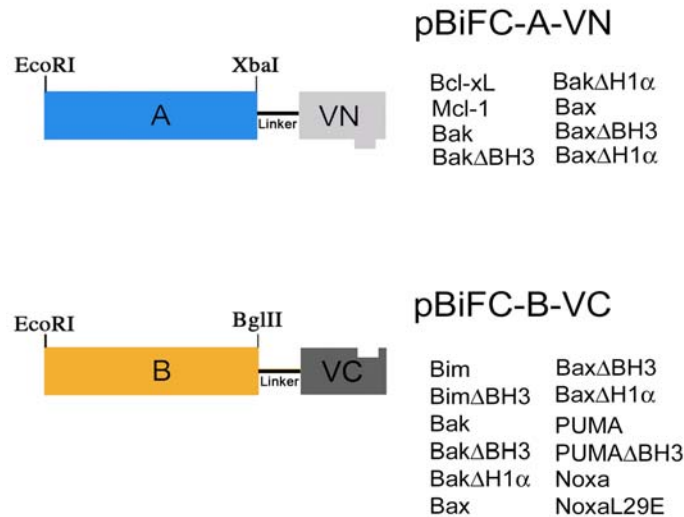 pBiFC-A-VN
EcoRI XbaI
A Linker VN
Bcl-xL BakΔH1α
Mcl-1 Bax
Bak BaxΔBH3
BakΔBH3 BaxΔH1α
pBiFC-B-VC
EcoRI BglII
B Linker VC
Bim BaxΔBH3
BimΔBH3 BaxΔH1α
Bak PUMA
BakΔBH3 PUMAΔBH3
BakΔH1α Noxa
Bax NoxaL29E